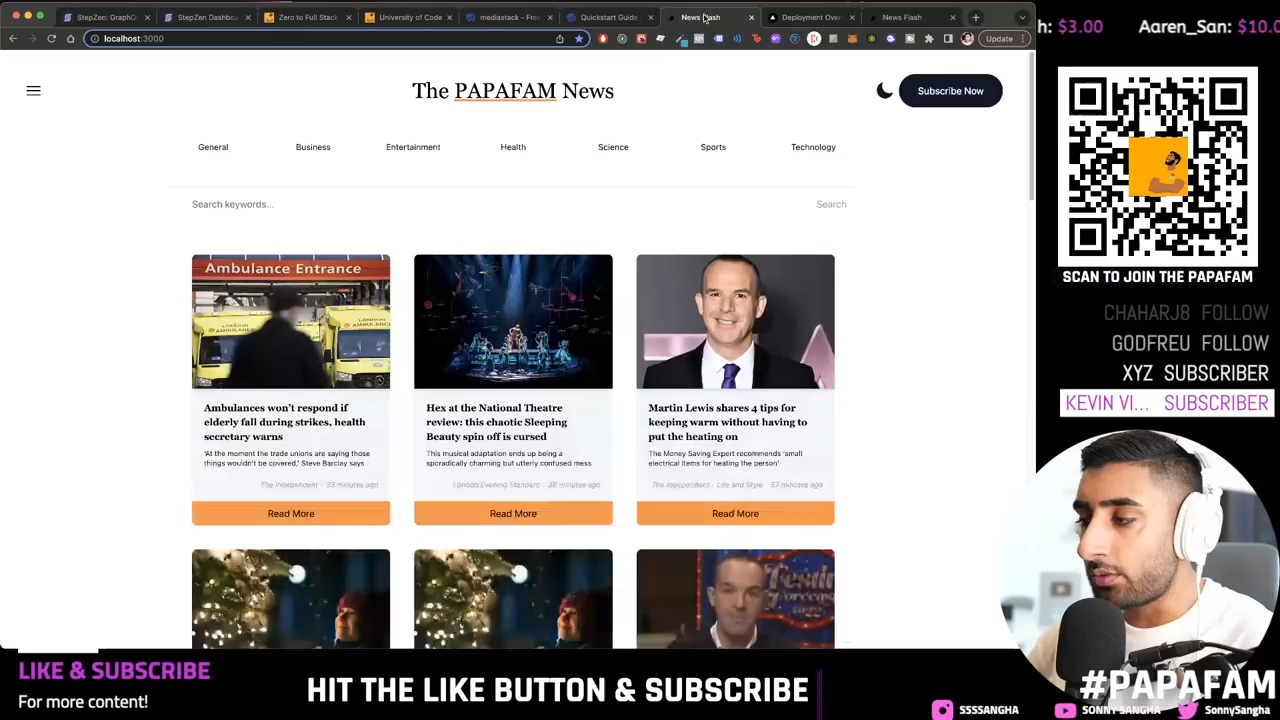 StepZen: GraphQ
StepZen Dashboa
Zero to Full Stack
University of Code
mediastack - Fre
Quickstart Guide
News Flash
Deployment Over
News Flash
localhost:3000
Update
h: $3.00 Aaren_San: $10.0
The PAPAFAM News
Subscribe Now
General
Business
Entertainment
Health
Science
Sports
Technology
Search keywords...
Search
Ambulance Entrance
Ambulances won't respond if
elderly fall during strikes, health
secretary warns
'At the moment the trade unions are saying those
things wouldn't be covered,' Steve Barclay says
The Independent - 39 minutes ago
Read More
Hex at the National Theatre
review: this chaotic Sleeping
Beauty spin off is cursed
This musical adaptation ends up being a
sporadically charming but utterly confused mess
London Evening Standard - 36 minutes ago
Read More
Martin Lewis shares 4 tips for
keeping warm without having to
put the heating on
The Money Saving Expert recommends 'small
electrical items for heating the person'
The Independent - Life and Style - 57 minutes ago
Read More
SCAN TO JOIN THE PAPAFAM
CHAHARJ8 FOLLOW
GODFREU FOLLOW
XYZ SUBSCRIBER
KEVIN VI... SUBSCRIBER
LIKE & SUBSCRIBE
For more content!
HIT THE LIKE BUTTON & SUBSCRIBE
#PAPAFAM
SSSSANGHA
SONNY SANGHA
SonnySangha